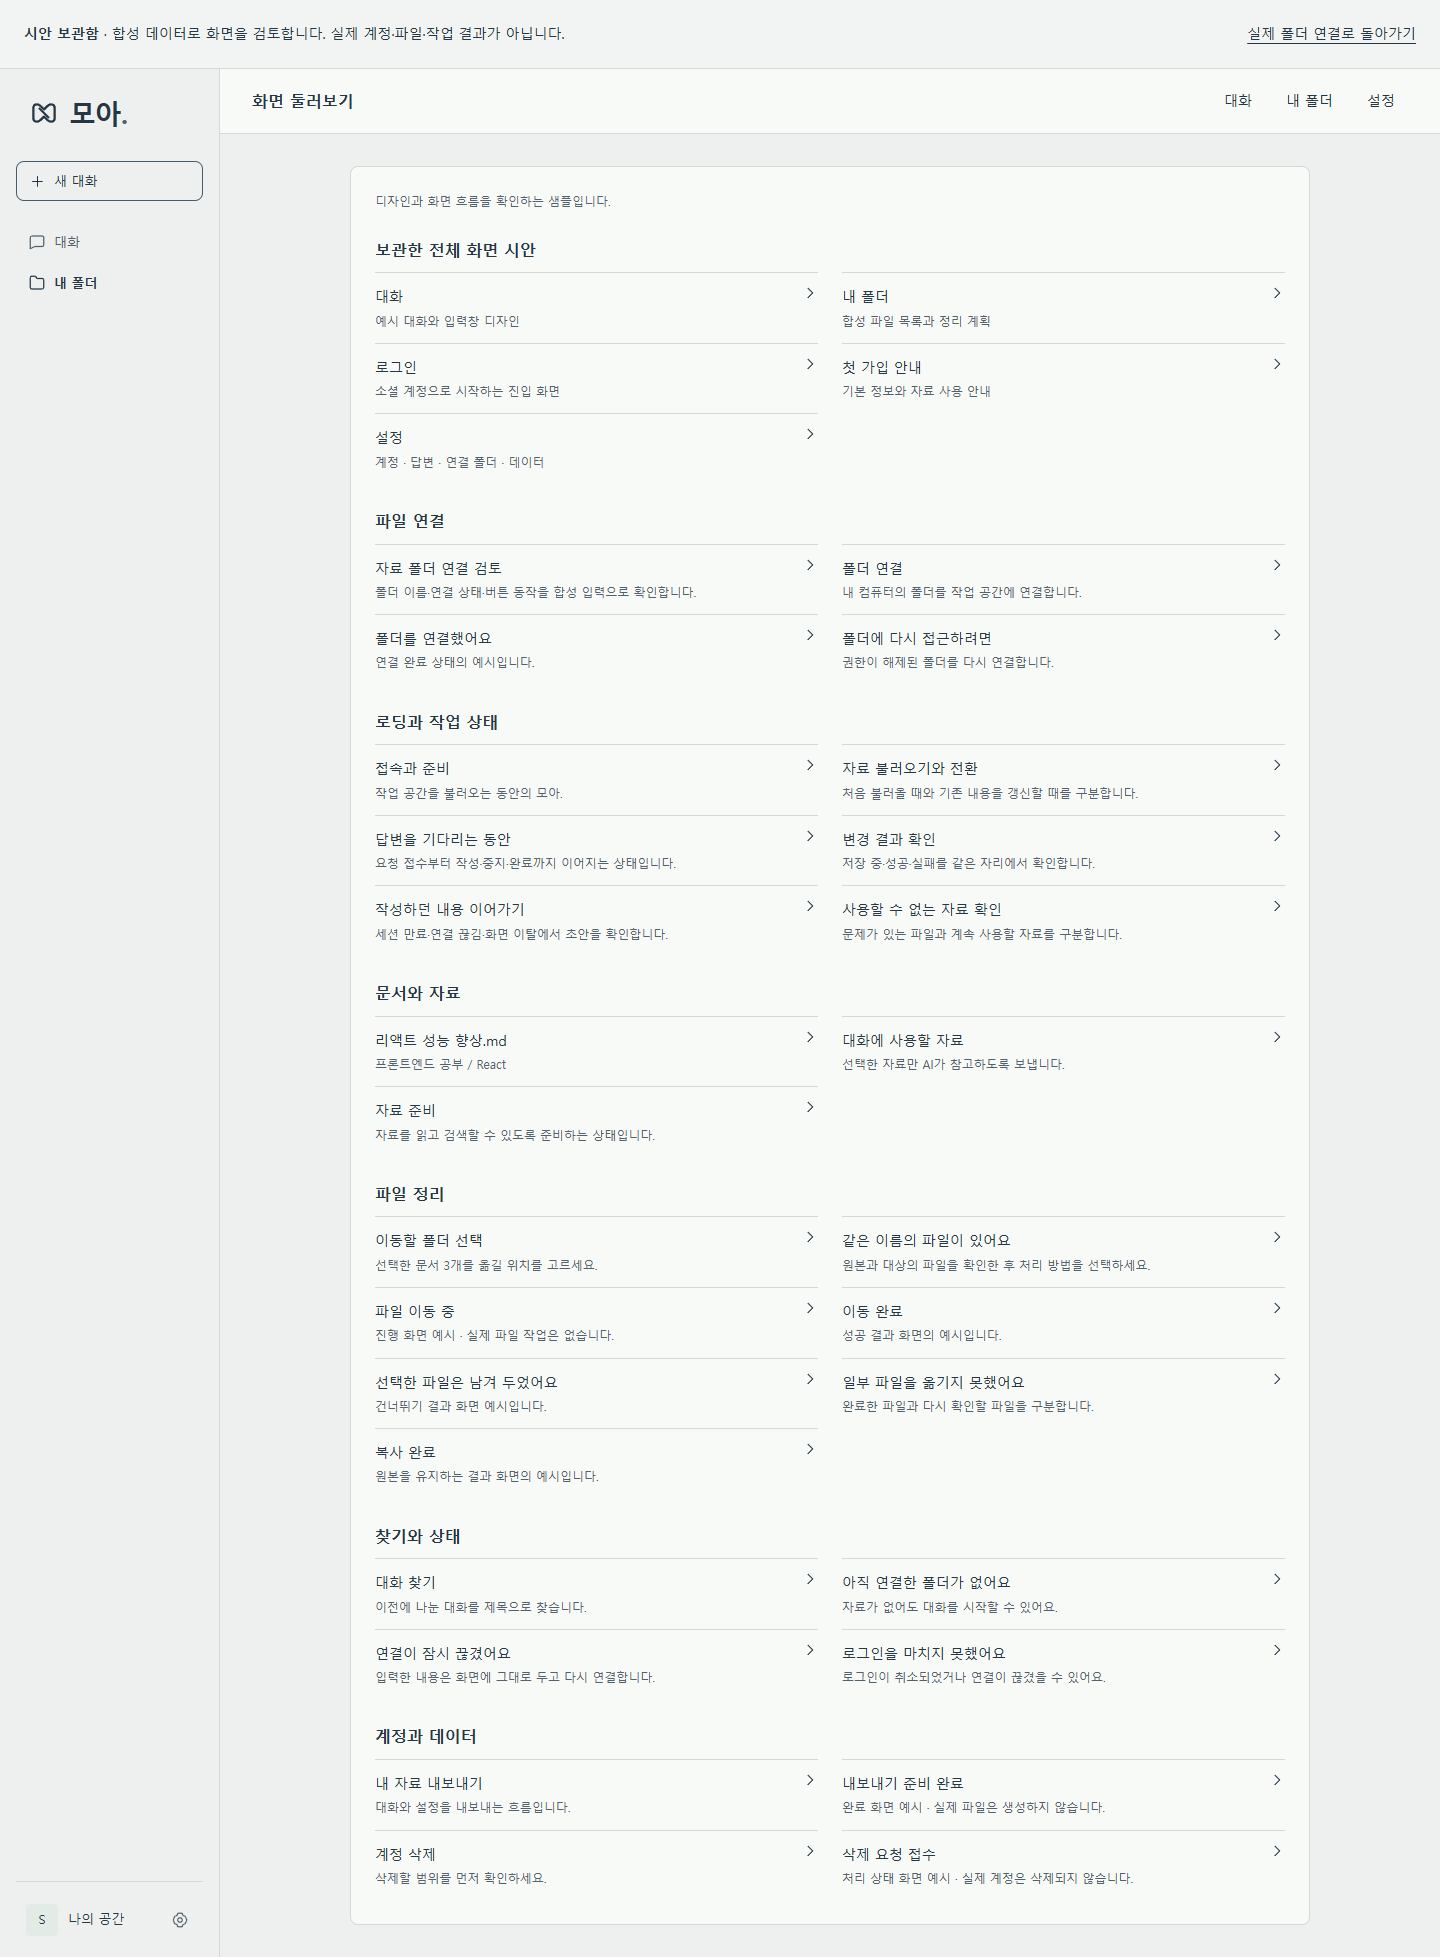 시안 보관함 · 합성 데이터로 화면을 검토합니다. 실제 계정·파일·작업 결과가 아닙니다.
실제 폴더 연결로 돌아가기
모아.
새 대화
대화
내 폴더
화면 둘러보기
대화
내 폴더
설정
디자인과 화면 흐름을 확인하는 샘플입니다.
보관한 전체 화면 시안
대화
예시 대화와 입력창 디자인
내 폴더
합성 파일 목록과 정리 계획
로그인
소셜 계정으로 시작하는 진입 화면
첫 가입 안내
기본 정보와 자료 사용 안내
설정
계정 · 답변 · 연결 폴더 · 데이터
파일 연결
자료 폴더 연결 검토
폴더 이름·연결 상태·버튼 동작을 합성 입력으로 확인합니다.
폴더 연결
내 컴퓨터의 폴더를 작업 공간에 연결합니다.
폴더를 연결했어요
연결 완료 상태의 예시입니다.
폴더에 다시 접근하려면
권한이 해제된 폴더를 다시 연결합니다.
로딩과 작업 상태
접속과 준비
작업 공간을 불러오는 동안의 모아.
자료 불러오기와 전환
처음 불러올 때와 기존 내용을 갱신할 때를 구분합니다.
답변을 기다리는 동안
요청 접수부터 작성·중지·완료까지 이어지는 상태입니다.
변경 결과 확인
저장 중·성공·실패를 같은 자리에서 확인합니다.
작성하던 내용 이어가기
세션 만료·연결 끊김·화면 이탈에서 초안을 확인합니다.
사용할 수 없는 자료 확인
문제가 있는 파일과 계속 사용할 자료를 구분합니다.
문서와 자료
리액트 성능 향상.md
프론트엔드 공부 / React
대화에 사용할 자료
선택한 자료만 AI가 참고하도록 보냅니다.
자료 준비
자료를 읽고 검색할 수 있도록 준비하는 상태입니다.
파일 정리
이동할 폴더 선택
선택한 문서 3개를 옮길 위치를 고르세요.
같은 이름의 파일이 있어요
원본과 대상의 파일을 확인한 후 처리 방법을 선택하세요.
파일 이동 중
진행 화면 예시 · 실제 파일 작업은 없습니다.
이동 완료
성공 결과 화면의 예시입니다.
선택한 파일은 남겨 두었어요
건너뛰기 결과 화면 예시입니다.
일부 파일을 옮기지 못했어요
완료한 파일과 다시 확인할 파일을 구분합니다.
복사 완료
원본을 유지하는 결과 화면의 예시입니다.
찾기와 상태
대화 찾기
이전에 나눈 대화를 제목으로 찾습니다.
아직 연결한 폴더가 없어요
자료가 없어도 대화를 시작할 수 있어요.
연결이 잠시 끊겼어요
입력한 내용은 화면에 그대로 두고 다시 연결합니다.
로그인을 마치지 못했어요
로그인이 취소되었거나 연결이 끊겼을 수 있어요.
계정과 데이터
내 자료 내보내기
대화와 설정을 내보내는 흐름입니다.
내보내기 준비 완료
완료 화면 예시 · 실제 파일은 생성하지 않습니다.
계정 삭제
삭제할 범위를 먼저 확인하세요.
삭제 요청 접수
처리 상태 화면 예시 · 실제 계정은 삭제되지 않습니다.
S
나의 공간